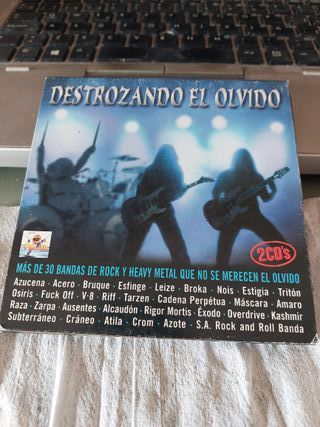 DESTROZANDO EL OLVIDO
2CD's
MÁS DE 30 BANDAS DE ROCK Y HEAVY METAL QUE NO SE MERECEN EL OLVIDO
Azucena · Acero · Bruque · Esfinge · Leize · Broka · Nois · Estigia · Tritón
Osiris · Fuck Off · V-8 · Riff · Tarzen · Cadena Perpétua · Máscara · Amaro
Raza · Zarpa · Ausentes · Alcaudón · Rigor Mortis · Éxodo · Overdrive · Kashmir
Subterráneo · Cráneo · Atila · Crom · Azote · S.A. Rock and Roll Banda